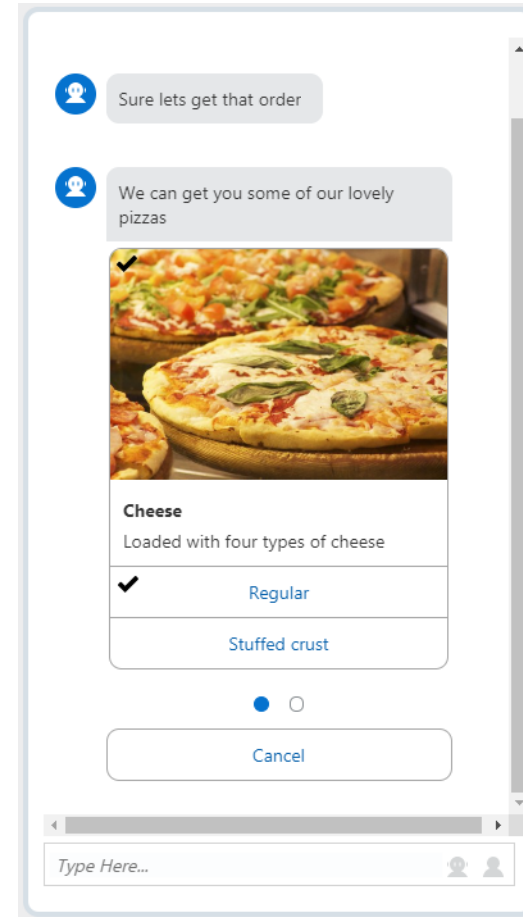 Sure lets get that order
We can get you some of our lovely
pizzas
Cheese
Loaded with four types of cheese
Regular
Stuffed crust
Cancel
Type Here...